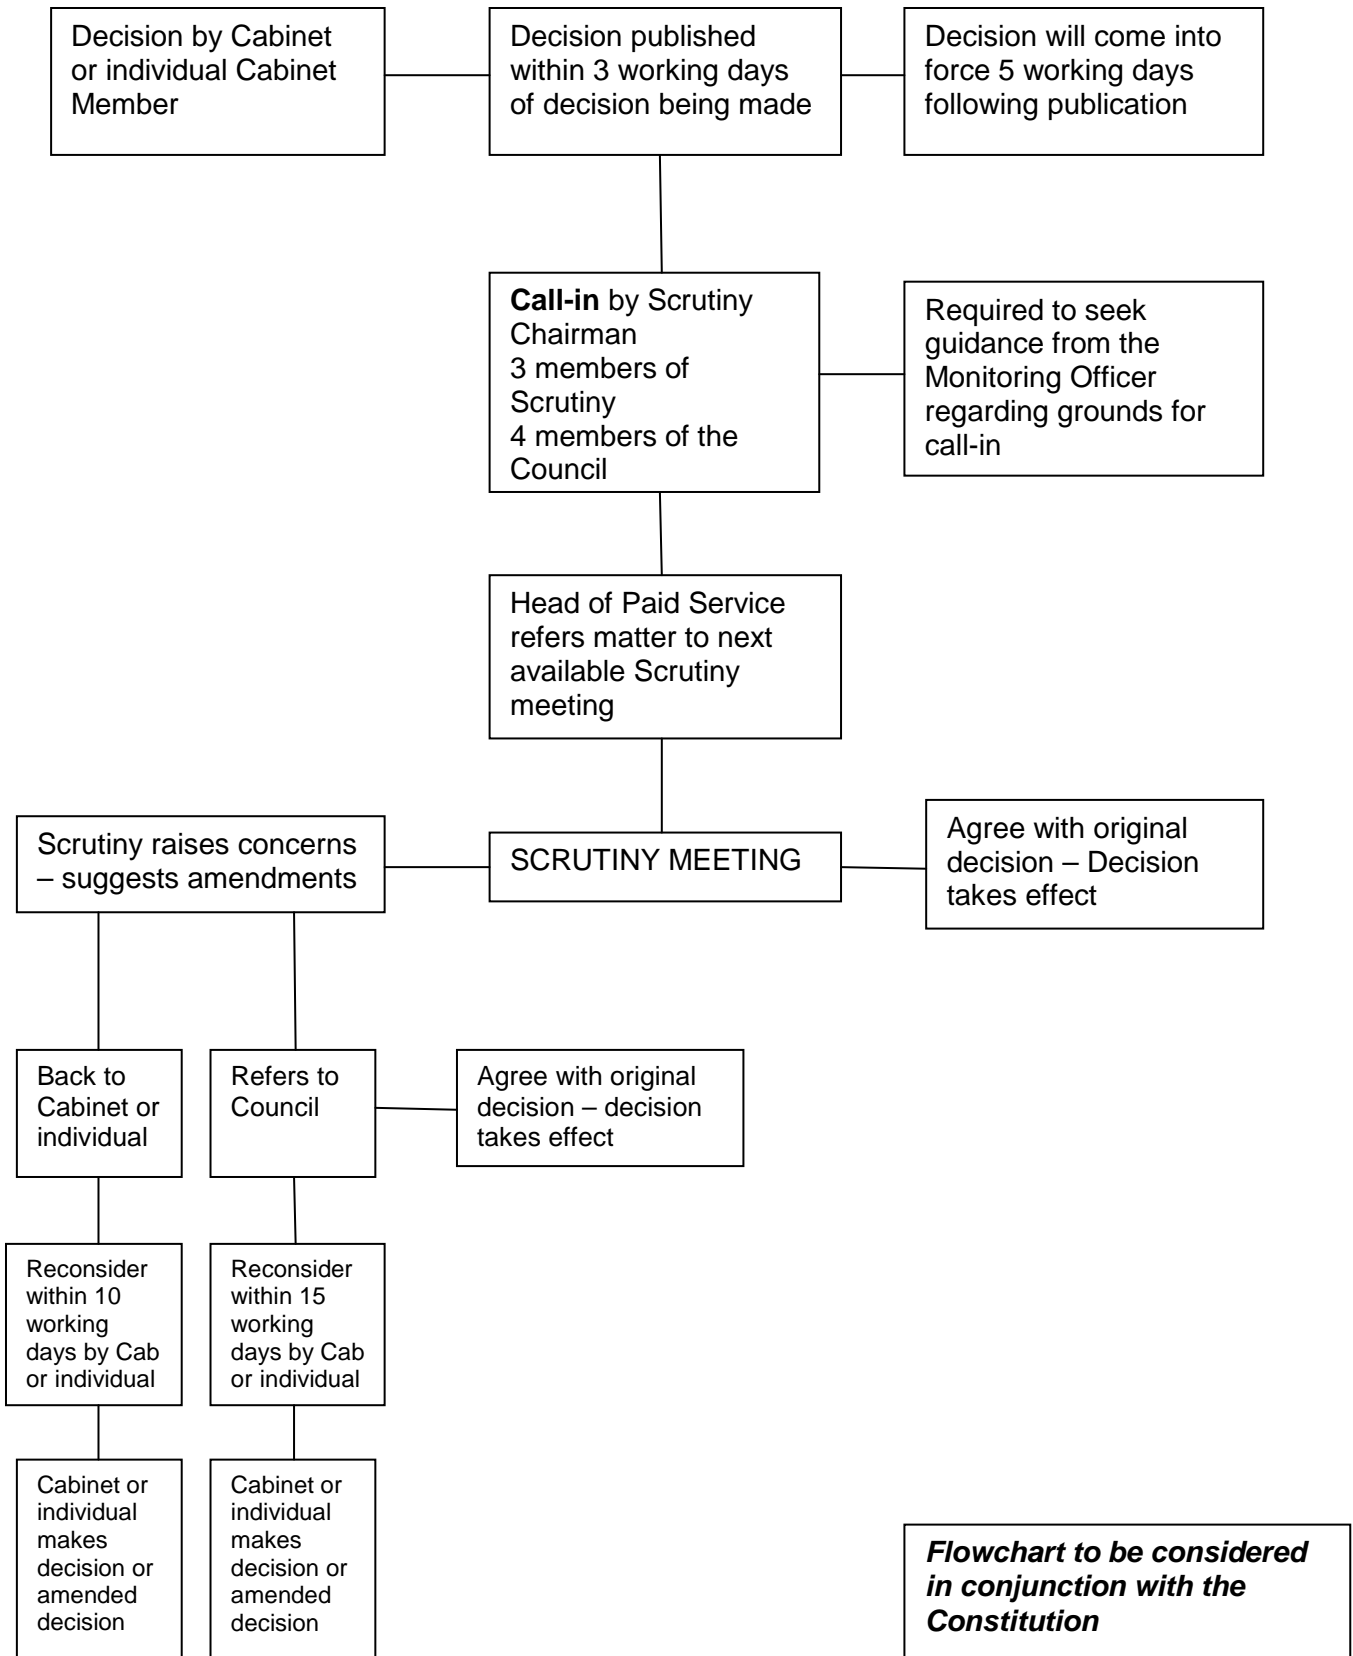 Decision by Cabinet
or individual Cabinet
Member
Decision published
within 3 working days
of decision being made
Decision will come into
force 5 working days
following publication
Call-in by Scrutiny
Chairman
3 members of
Scrutiny
4 members of the
Council
Required to seek
guidance from the
Monitoring Officer
regarding grounds for
call-in
Head of Paid Service
refers matter to next
available Scrutiny
meeting
Scrutiny raises concerns
– suggests amendments
SCRUTINY MEETING
Agree with original
decision – Decision
takes effect
Back to
Cabinet or
individual
Refers to
Council
Agree with original
decision – decision
takes effect
Reconsider
within 10
working
days by Cab
or individual
Reconsider
within 15
working
days by Cab
or individual
Cabinet or
individual
makes
decision or
amended
decision
Cabinet or
individual
makes
decision or
amended
decision
Flowchart to be considered
in conjunction with the
Constitution